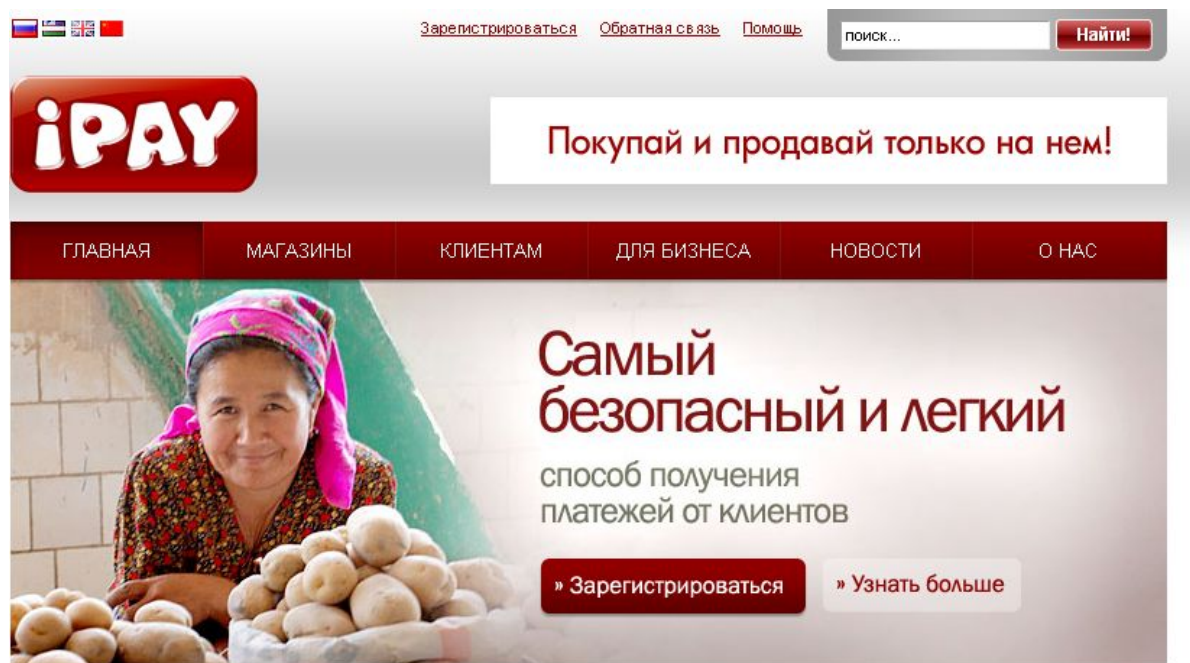 Зарегистрироваться Обратная связь Помощь
поиск... Найти!
iPAY
Покупай и продавай только на нем!
ГЛАВНАЯ МАГАЗИНЫ КЛИЕНТАМ ДЛЯ БИЗНЕСА НОВОСТИ О НАС
Самый
безопасный и легкий
способ получения
платежей от клиентов
» Зарегистрироваться » Узнать больше